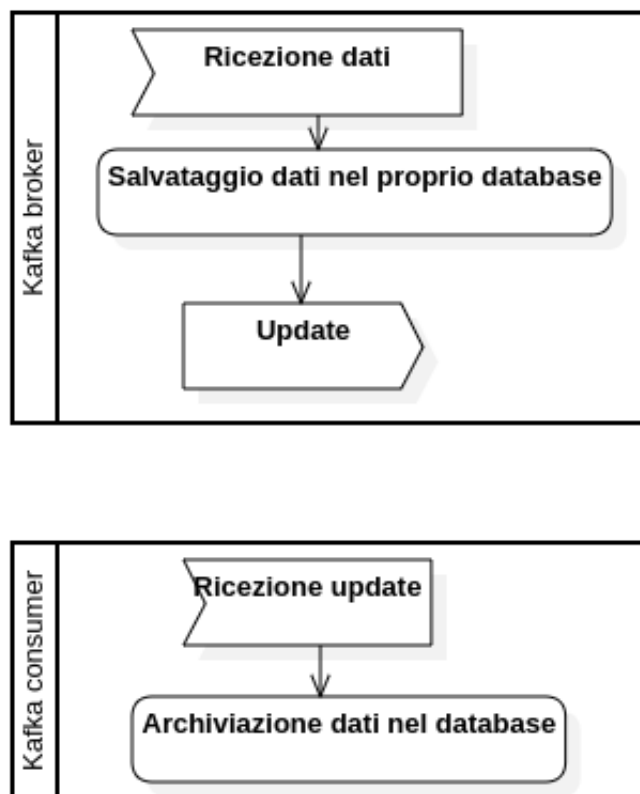 Kafka broker
Ricezione dati
Salvataggio dati nel proprio database
Update
Kafka consumer
Ricezione update
Archiviazione dati nel database